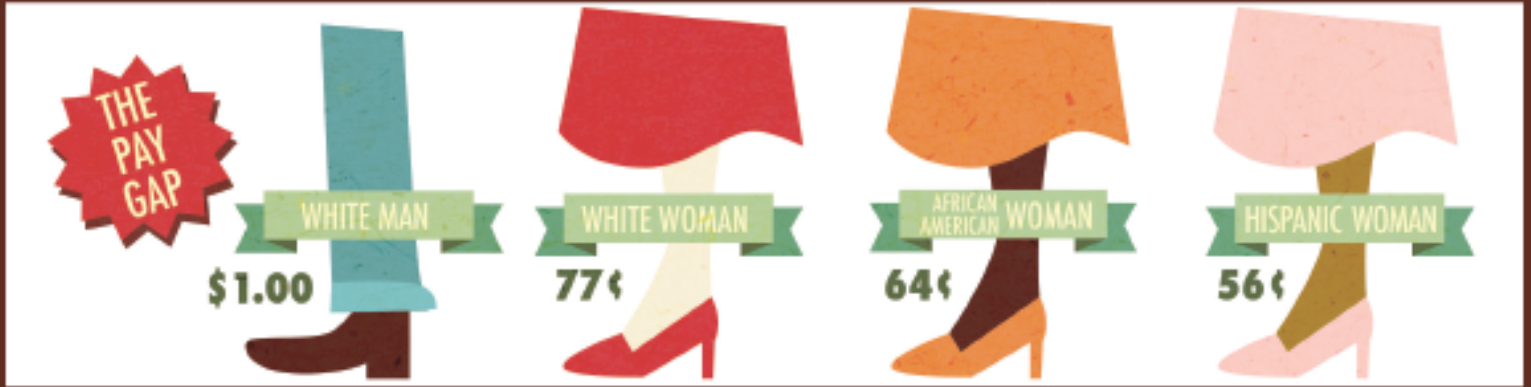 THE
PAY
GAP
WHITE MAN
$1.00
WHITE WOMAN
77¢
AFRICAN
AMERICAN WOMAN
64¢
HISPANIC WOMAN
56¢